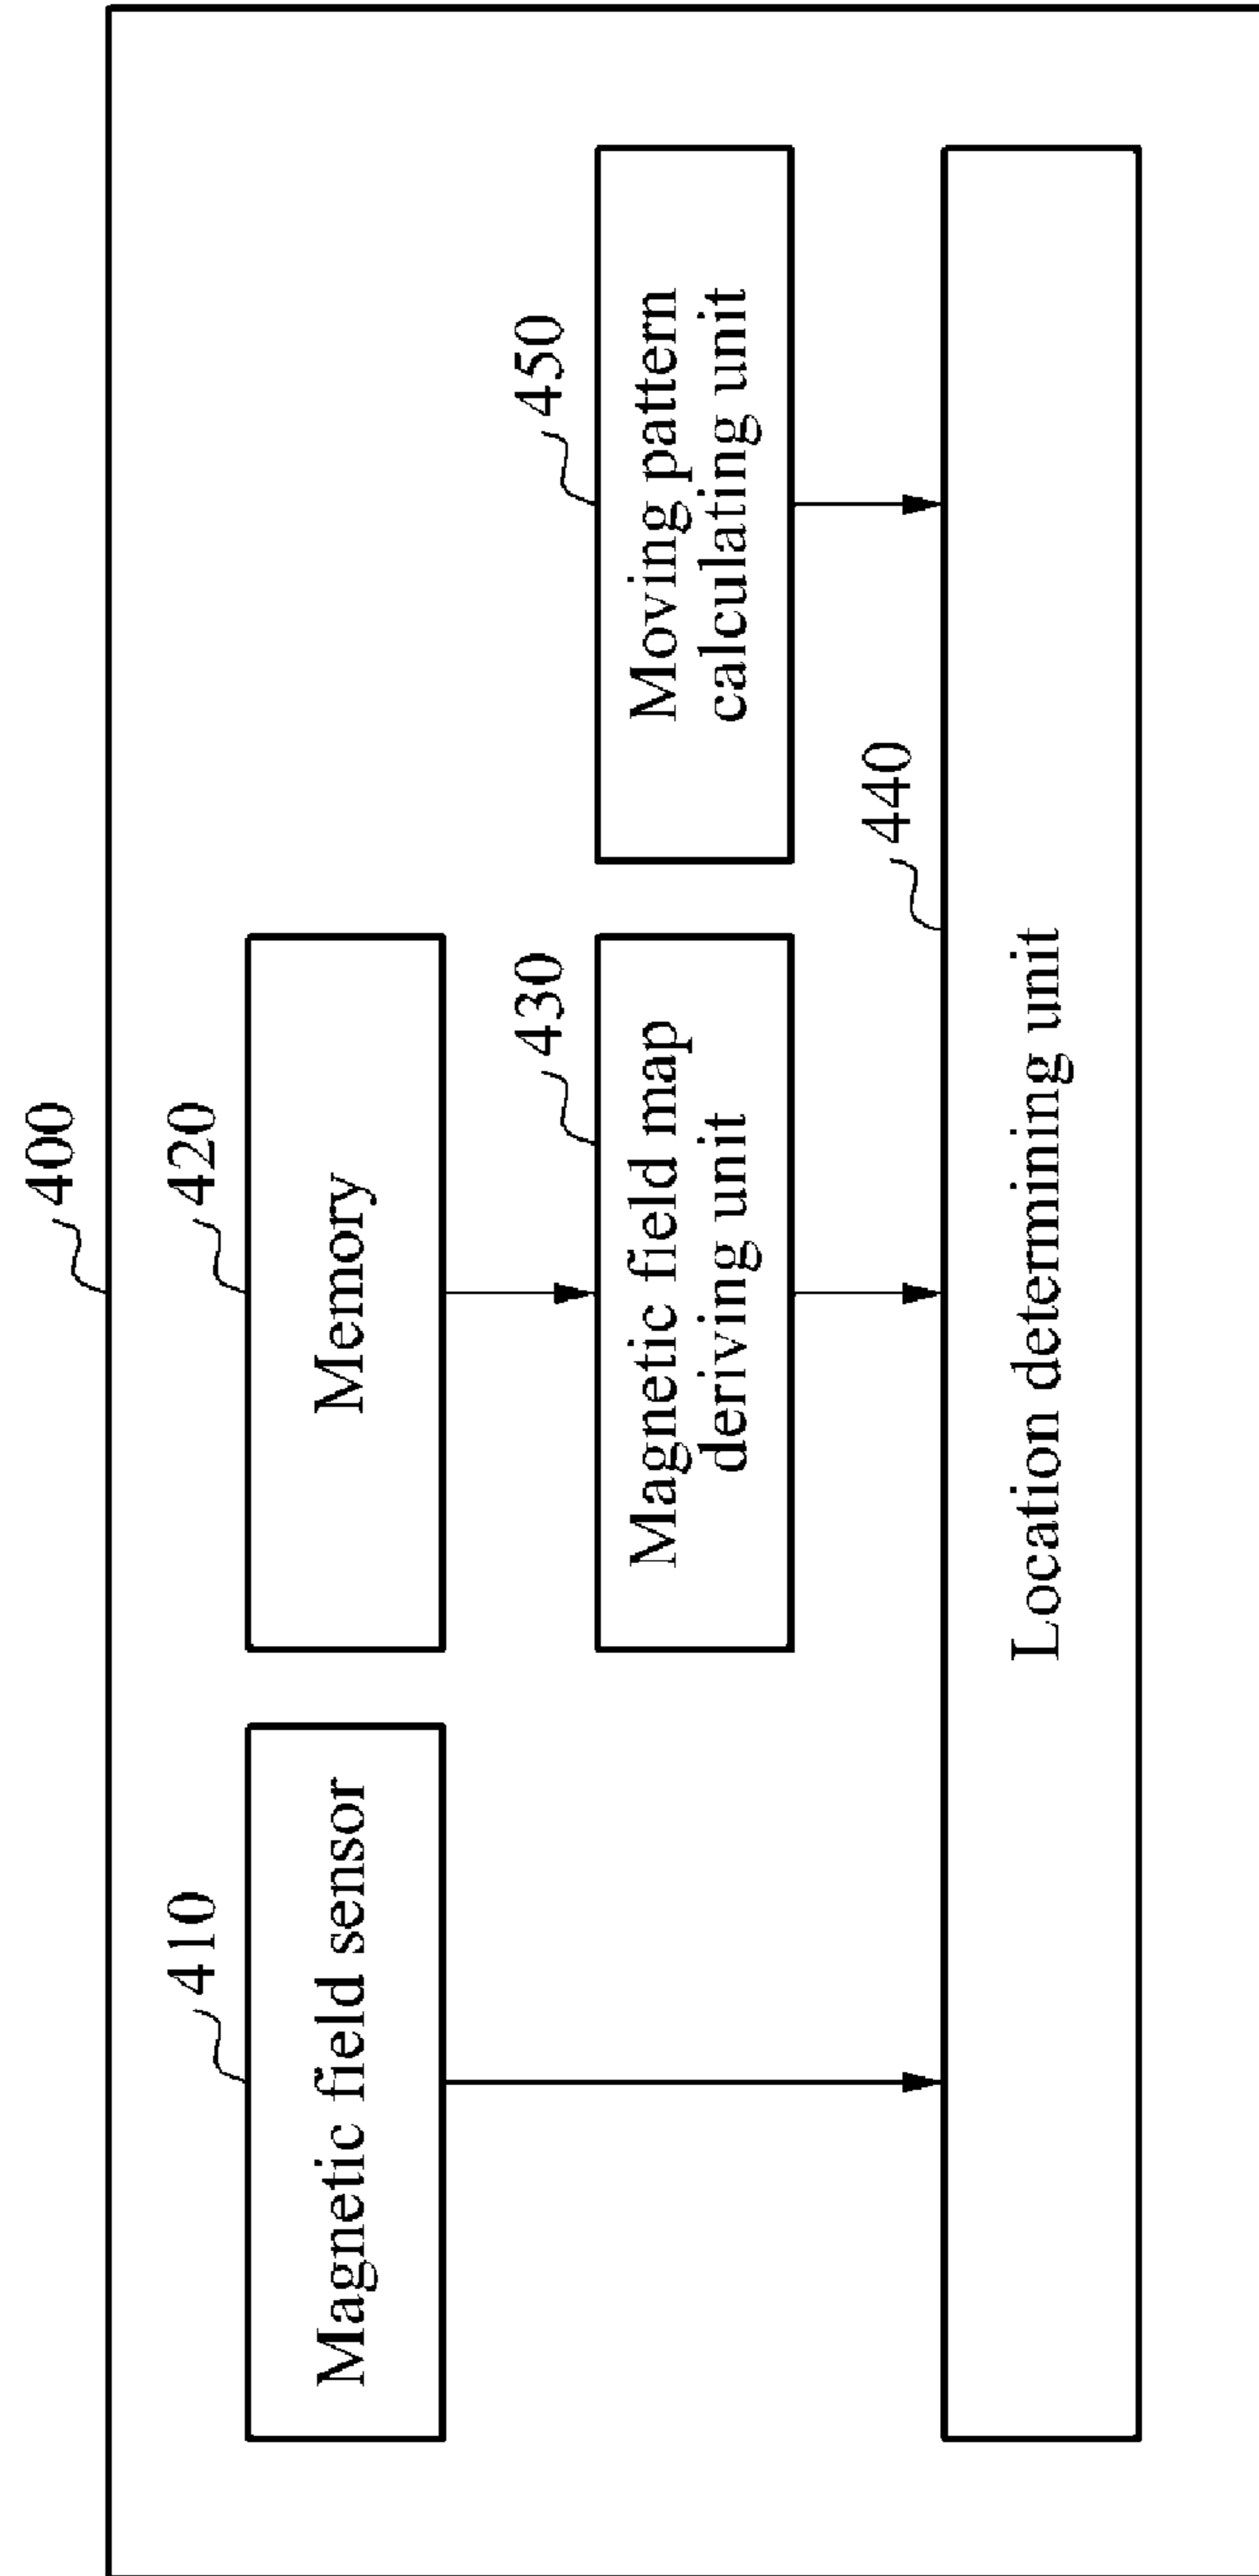 400
410
Magnetic field sensor
420
Memory
430
Magnetic field map
deriving unit
450
Moving pattern
calculating unit
440
Location determining unit